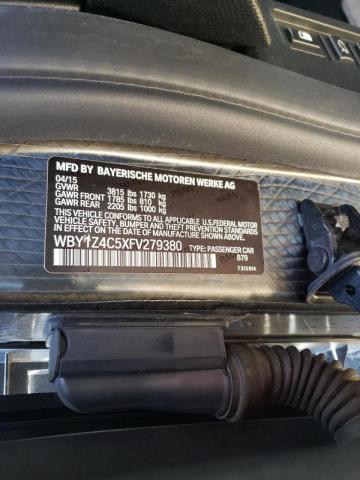 MFD BY BAYERISCHE MOTOREN WERKE AG
04/15
GVWR 3815 lbs 1730 kg
GAWR FRONT 1785 lbs 810 kg
GAWR REAR 2205 lbs 1000 kg
THIS VEHICLE CONFORMS TO ALL APPLICABLE U.S. FEDERAL MOTOR
VEHICLE SAFETY, BUMPER, AND THEFT PREVENTION STANDARDS
IN EFFECT ON THE DATE OF MANUFACTURE SHOWN ABOVE.
WBY1Z4C5XFV279380 TYPE: PASSENGER CAR
B79